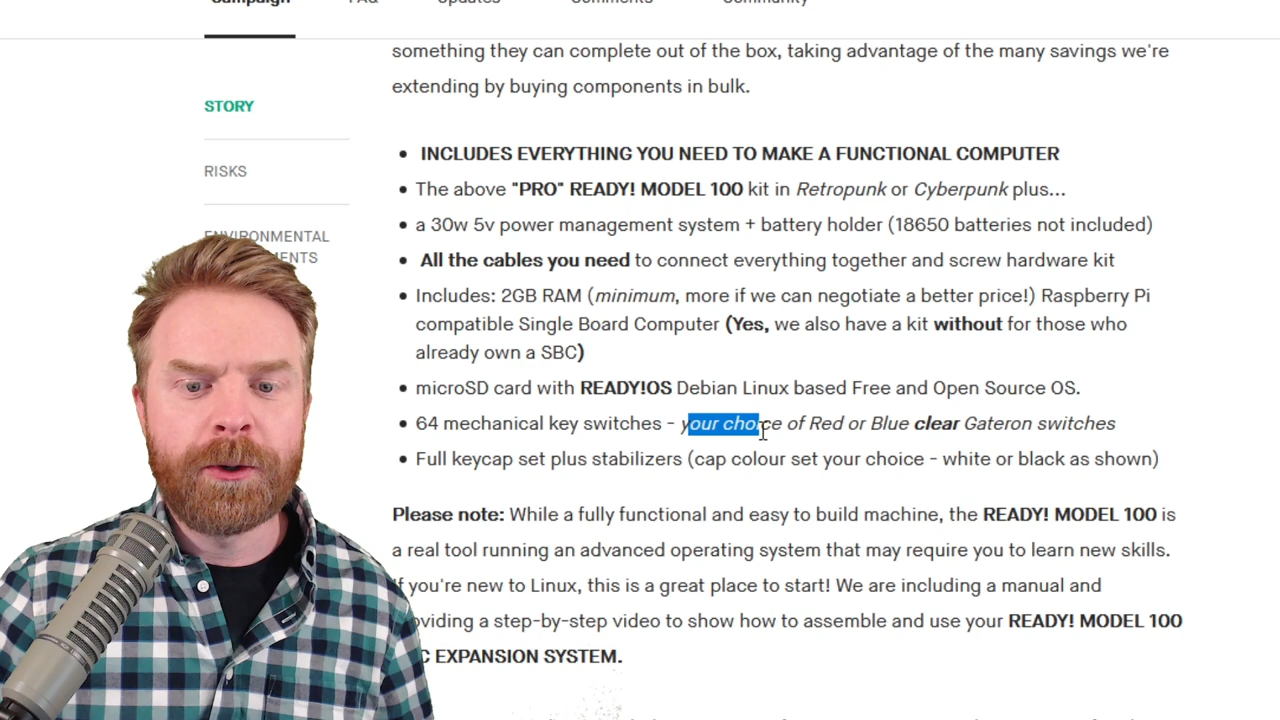 Campaign FAQ Updates Comments Community
something they can complete out of the box, taking advantage of the many savings we're
extending by buying components in bulk.
STORY
RISKS
ENVIRONMENTAL
• INCLUDES EVERYTHING YOU NEED TO MAKE A FUNCTIONAL COMPUTER
• The above "PRO" READY! MODEL 100 kit in Retropunk or Cyberpunk plus...
• a 30w 5v power management system + battery holder (18650 batteries not included)
• All the cables you need to connect everything together and screw hardware kit
• Includes: 2GB RAM (minimum, more if we can negotiate a better price!) Raspberry Pi
compatible Single Board Computer (Yes, we also have a kit without for those who
already own a SBC)
• microSD card with READY!OS Debian Linux based Free and Open Source OS.
• 64 mechanical key switches - your choice of Red or Blue clear Gateron switches
• Full keycap set plus stabilizers (cap colour set your choice - white or black as shown)
Please note: While a fully functional and easy to build machine, the READY! MODEL 100 is
a real tool running an advanced operating system that may require you to learn new skills.
If you're new to Linux, this is a great place to start! We are including a manual and
providing a step-by-step video to show how to assemble and use your READY! MODEL 100
EXPANSION SYSTEM.